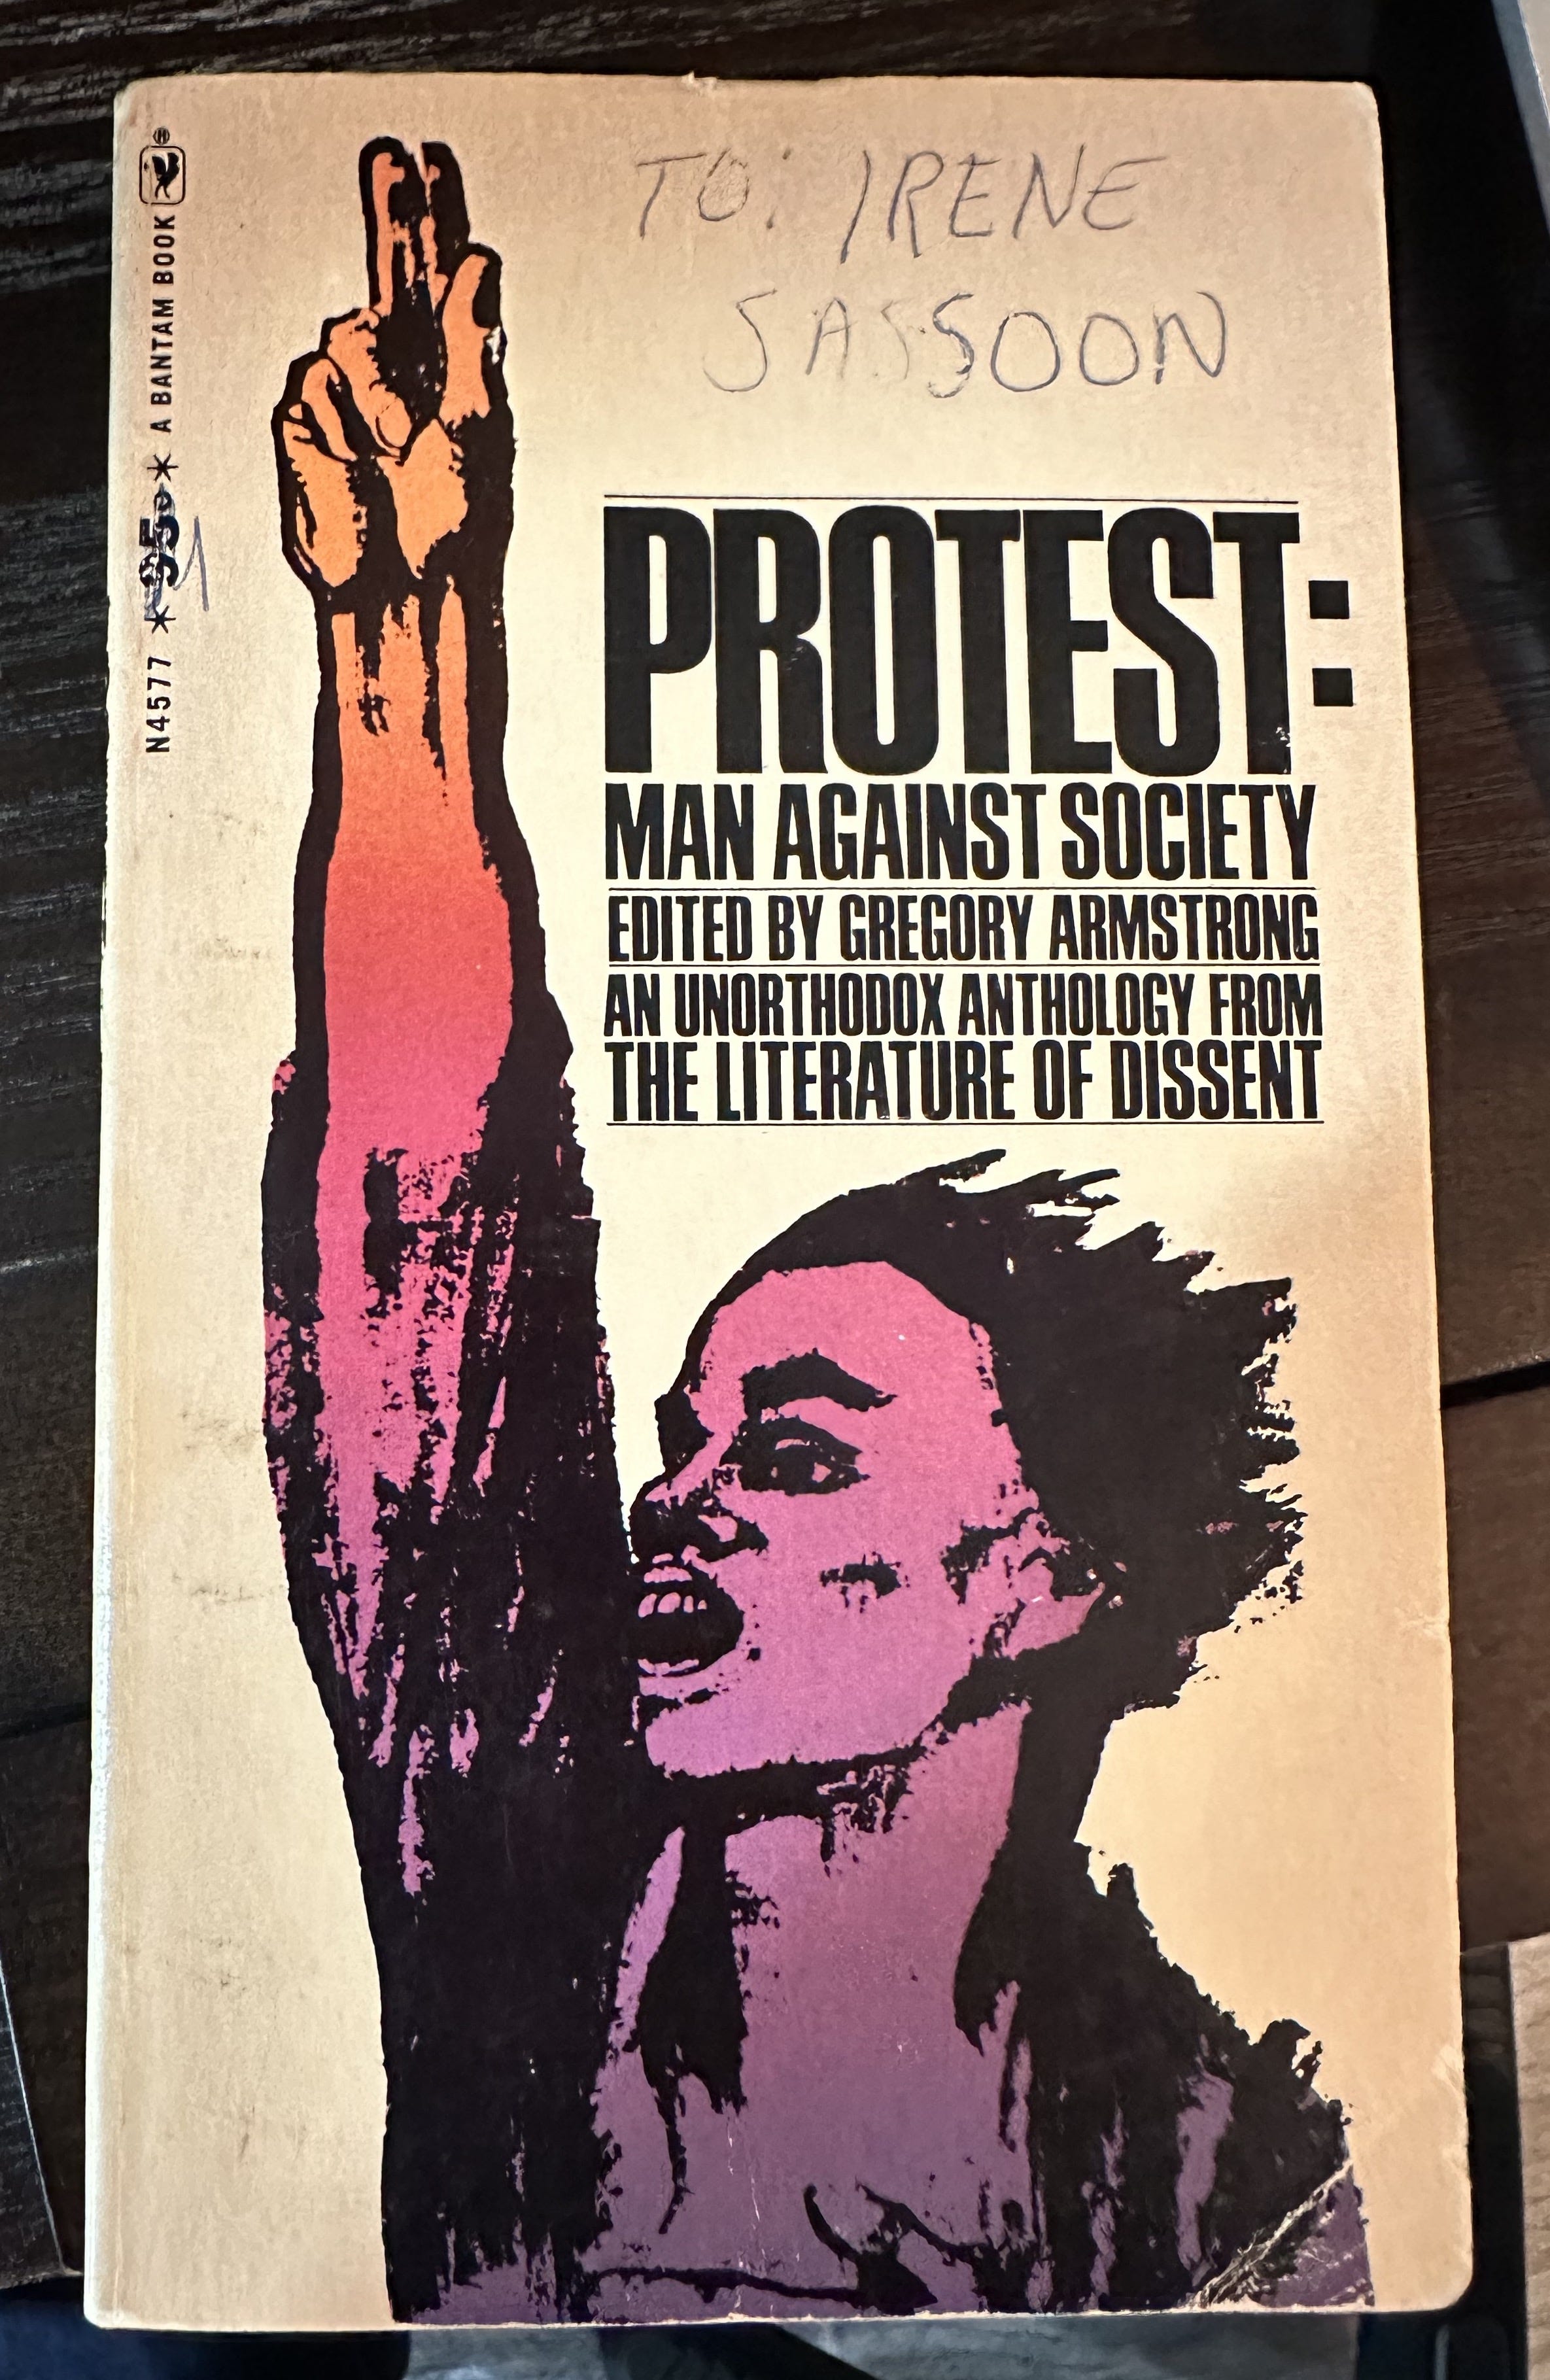 TO: IRENE
SASSOON
N4577 * 95¢ * A BANTAM BOOK ®
PROTEST:
MAN AGAINST SOCIETY
EDITED BY GREGORY ARMSTRONG
AN UNORTHODOX ANTHOLOGY FROM
THE LITERATURE OF DISSENT